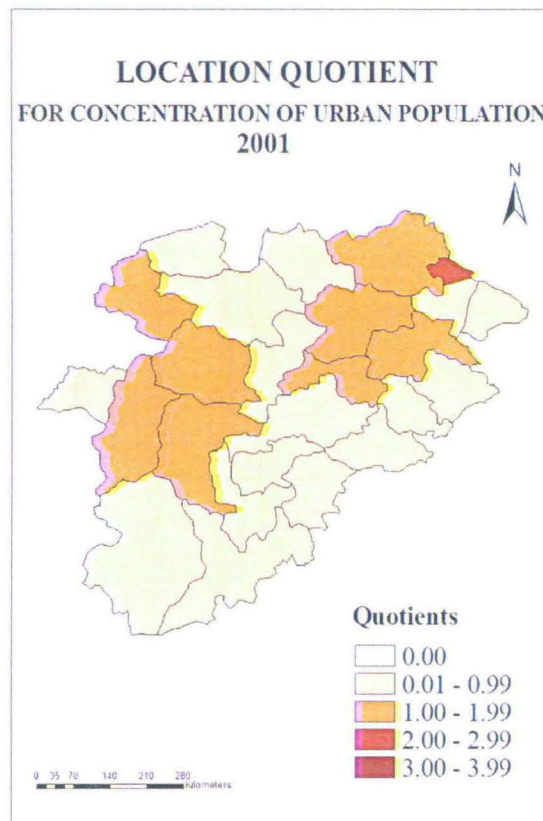 LOCATION QUOTIENT
FOR CONCENTRATION OF URBAN POPULATION
2001
N
Quotients
0.00
0.01 - 0.99
1.00 - 1.99
2.00 - 2.99
3.00 - 3.99
0 35 70 140 210 280
Kilometers